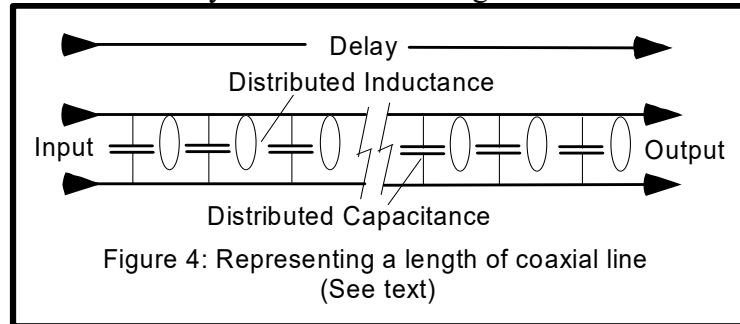 Delay
Distributed Inductance
Input
Output
Distributed Capacitance
Figure 4: Representing a length of coaxial line
(See text)